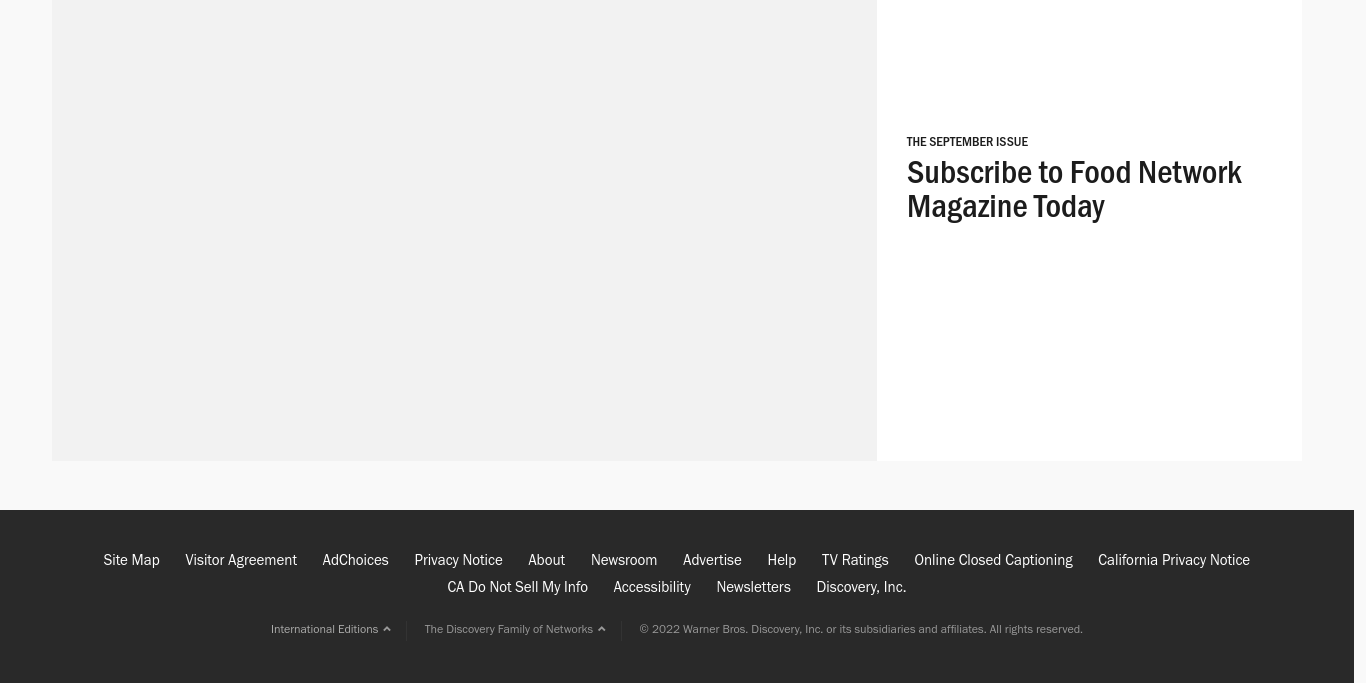 THE SEPTEMBER ISSUE
Subscribe to Food Network
Magazine Today
Site Map Visitor Agreement AdChoices Privacy Notice About Newsroom Advertise Help TV Ratings Online Closed Captioning California Privacy Notice
CA Do Not Sell My Info Accessibility Newsletters Discovery, Inc.
International Editions The Discovery Family of Networks © 2022 Warner Bros. Discovery, Inc. or its subsidiaries and affiliates. All rights reserved.